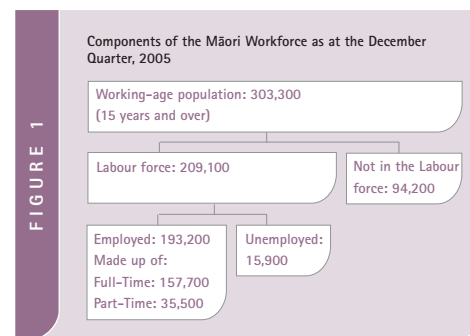 FIGURE 1
Components of the Māori Workforce as at the December
Quarter, 2005
Working-age population: 303,300
(15 years and over)
Labour force: 209,100
Not in the Labour
force: 94,200
Employed: 193,200
Made up of:
Full-Time: 157,700
Part-Time: 35,500
Unemployed:
15,900